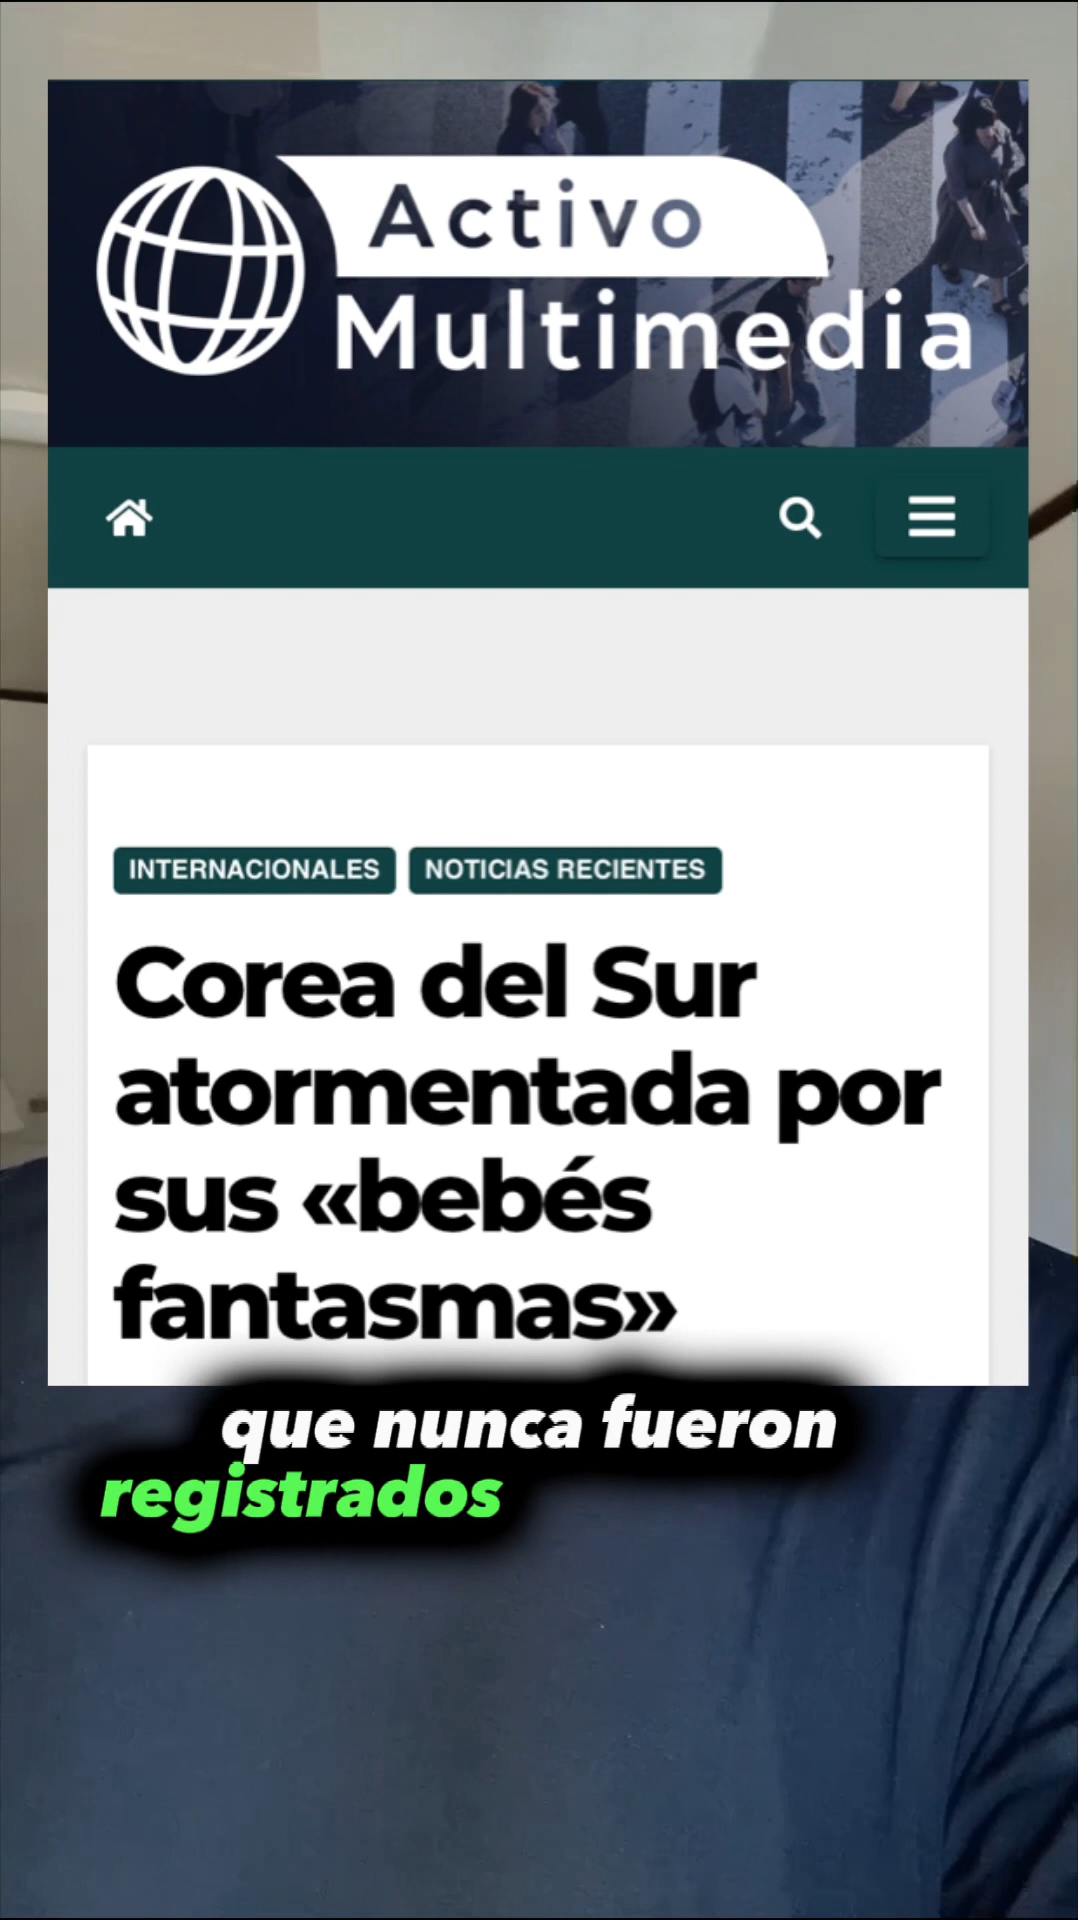 Activo
Multimedia
INTERNACIONALES NOTICIAS RECIENTES
Corea del Sur
atormentada por
sus «bebés
fantasmas»
que nunca fueron
registrados